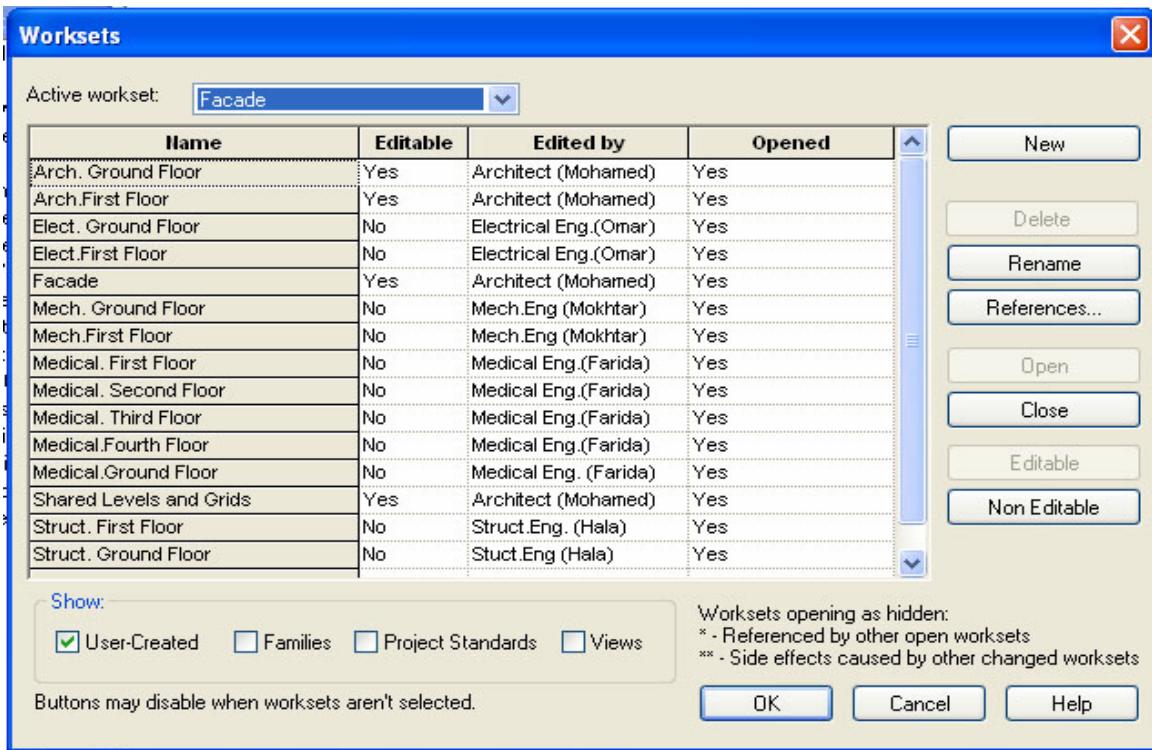 Worksets
Active workset: Facade
Name Editable Edited by Opened
Arch. Ground Floor Yes Architect (Mohamed) Yes
Arch.First Floor Yes Architect (Mohamed) Yes
Elect. Ground Floor No Electrical Eng.(Omar) Yes
Elect.First Floor No Electrical Eng.(Omar) Yes
Facade Yes Architect (Mohamed) Yes
Mech. Ground Floor No Mech.Eng (Mokhtar) Yes
Mech.First Floor No Mech.Eng (Mokhtar) Yes
Medical. First Floor No Medical Eng.(Farida) Yes
Medical. Second Floor No Medical Eng.(Farida) Yes
Medical. Third Floor No Medical Eng.(Farida) Yes
Medical.Fourth Floor No Medical Eng.(Farida) Yes
Medical.Ground Floor No Medical Eng. (Farida) Yes
Shared Levels and Grids Yes Architect (Mohamed) Yes
Struct. First Floor No Struct.Eng. (Hala) Yes
Struct. Ground Floor No Stuct.Eng (Hala) Yes
New
Delete
Rename
References...
Open
Close
Editable
Non Editable
Show:
User-Created Families Project Standards Views
Buttons may disable when worksets aren't selected.
Worksets opening as hidden:
* - Referenced by other open worksets
** - Side effects caused by other changed worksets
OK Cancel Help